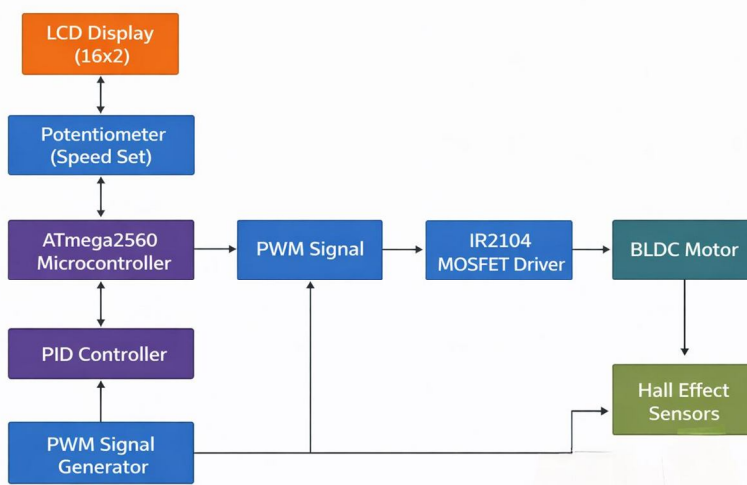 LCD Display
(16x2)
Potentiometer
(Speed Set)
ATmega2560
Microcontroller
PWM Signal
IR2104
MOSFET Driver
BLDC Motor
PID Controller
Hall Effect
Sensors
PWM Signal
Generator